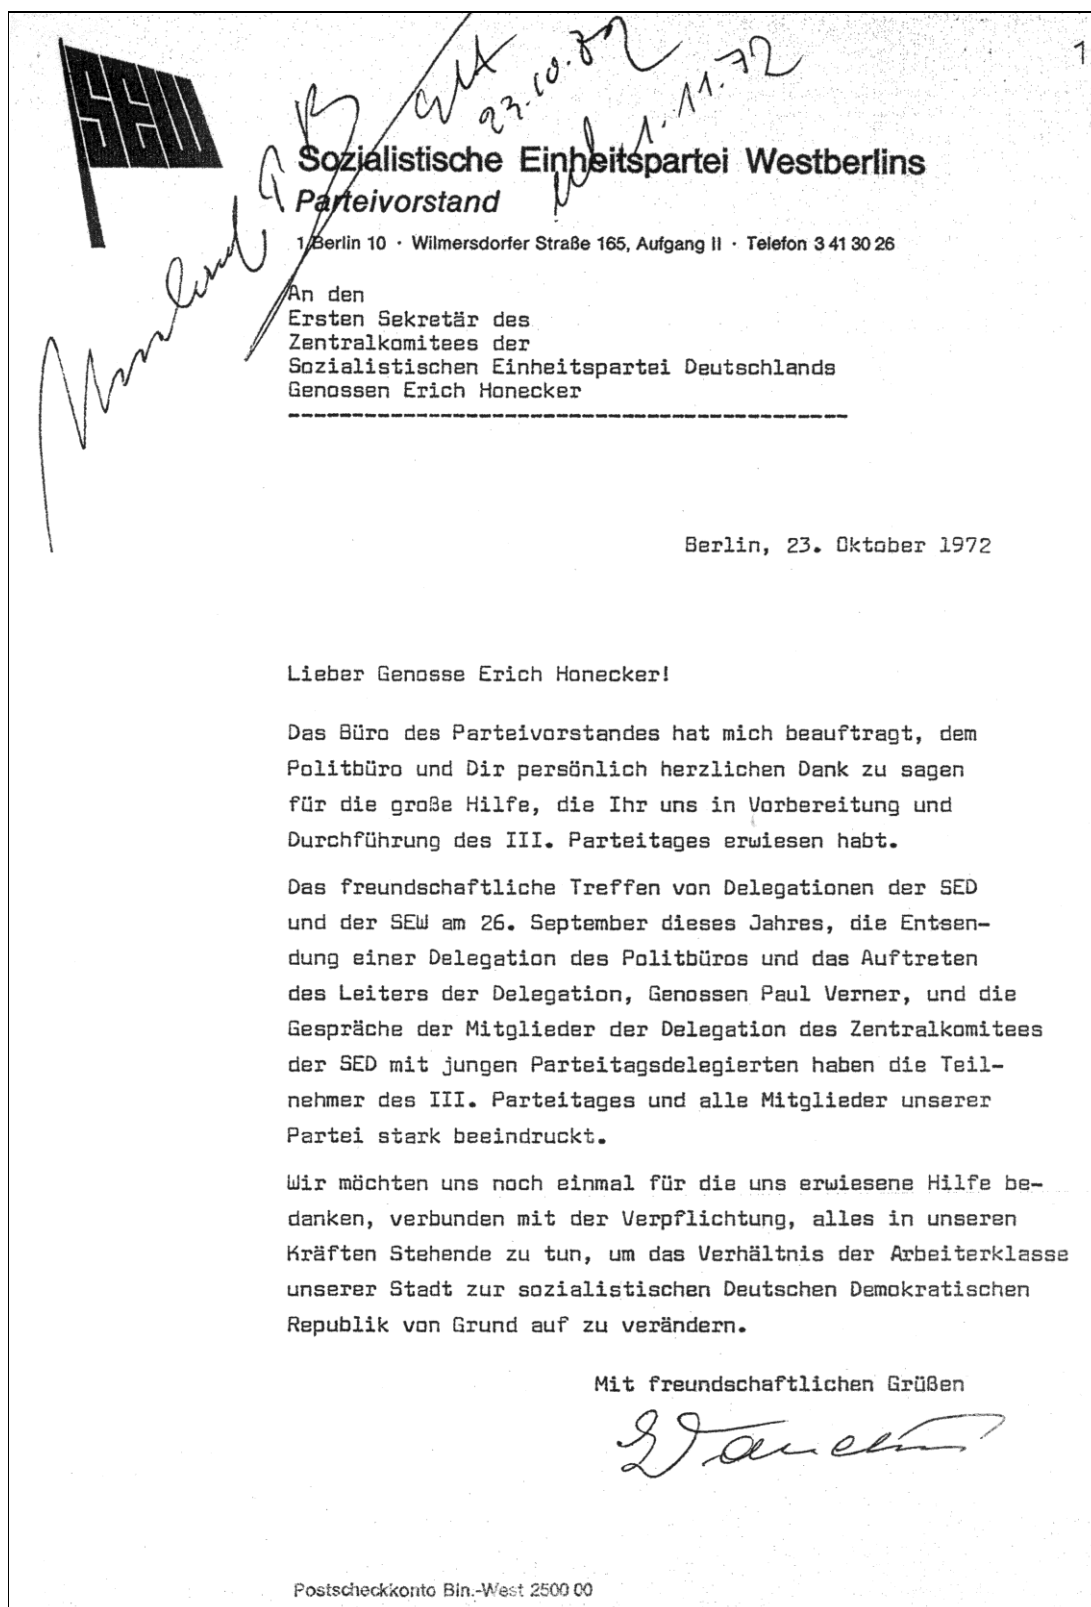 1
SEW
23.10.72
1.11.72
Sozialistische Einheitspartei Westberlins
Parteivorstand
1 Berlin 10 · Wilmersdorfer Straße 165, Aufgang II · Telefon 3 41 30 26
An den
Ersten Sekretär des
Zentralkomitees der
Sozialistischen Einheitspartei Deutschlands
Genossen Erich Honecker
Berlin, 23. Oktober 1972
Lieber Genosse Erich Honecker!
Das Büro des Parteivorstandes hat mich beauftragt, dem
Politbüro und Dir persönlich herzlichen Dank zu sagen
für die große Hilfe, die Ihr uns in Vorbereitung und
Durchführung des III. Parteitages erwiesen habt.
Das freundschaftliche Treffen von Delegationen der SED
und der SEW am 26. September dieses Jahres, die Entsen-
dung einer Delegation des Politbüros und das Auftreten
des Leiters der Delegation, Genossen Paul Verner, und die
Gespräche der Mitglieder der Delegation des Zentralkomitees
der SED mit jungen Parteitagsdelegierten haben die Teil-
nehmer des III. Parteitages und alle Mitglieder unserer
Partei stark beeindruckt.
Wir möchten uns noch einmal für die uns erwiesene Hilfe be-
danken, verbunden mit der Verpflichtung, alles in unseren
Kräften Stehende zu tun, um das Verhältnis der Arbeiterklasse
unserer Stadt zur sozialistischen Deutschen Demokratischen
Republik von Grund auf zu verändern.
Mit freundschaftlichen Grüßen
Postscheckkonto Bln.-West 2500 00